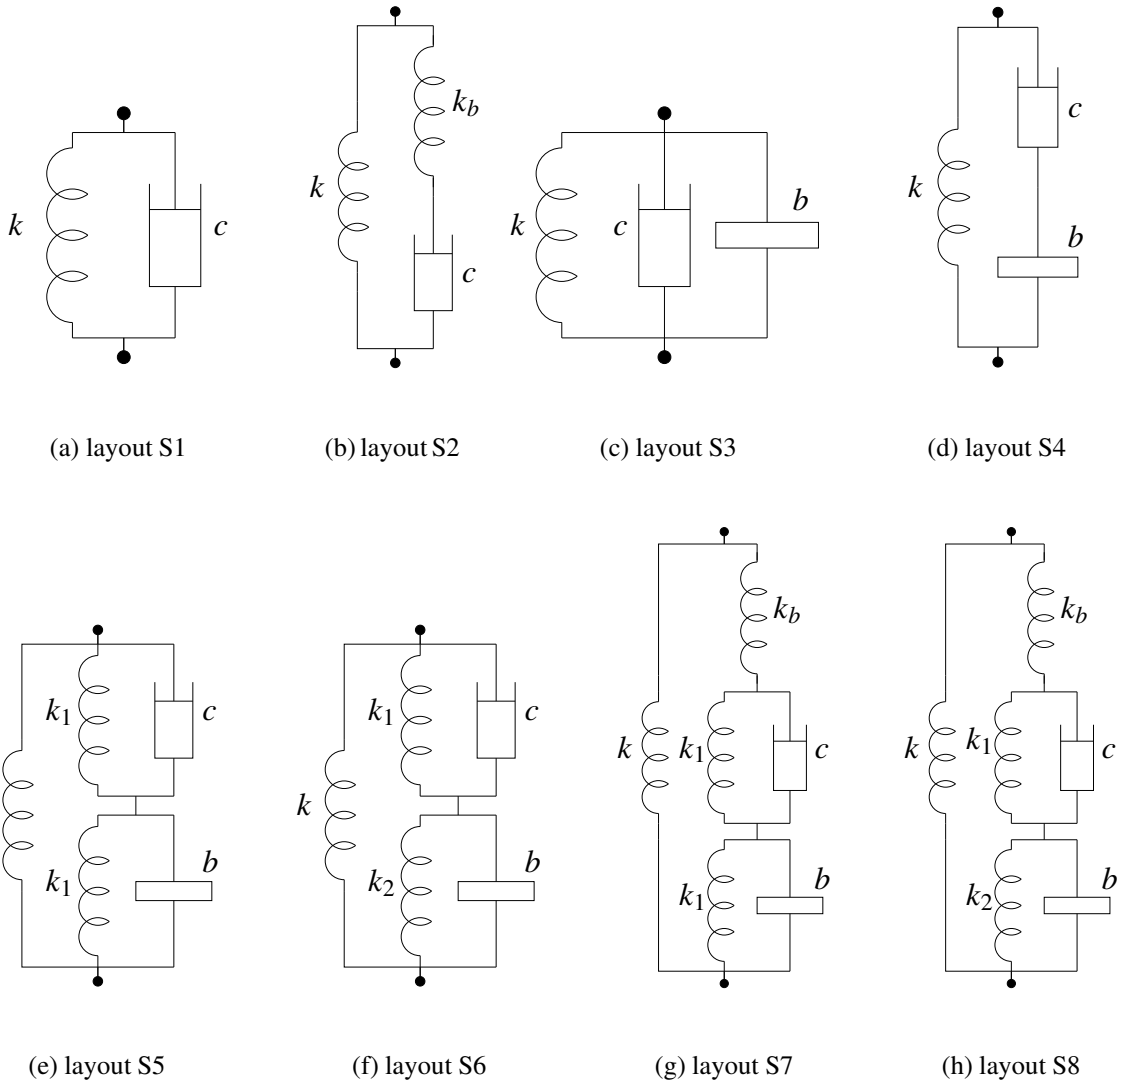 k
c
k_b
k
c
k
c
b
k
c
b
(a) layout S1
(b) layout S2
(c) layout S3
(d) layout S4
k_1
c
k_1
b
k
k_1
c
k_2
b
k_b
k
k_1
c
k_1
b
k_b
k
k_1
c
k_2
b
(e) layout S5
(f) layout S6
(g) layout S7
(h) layout S8